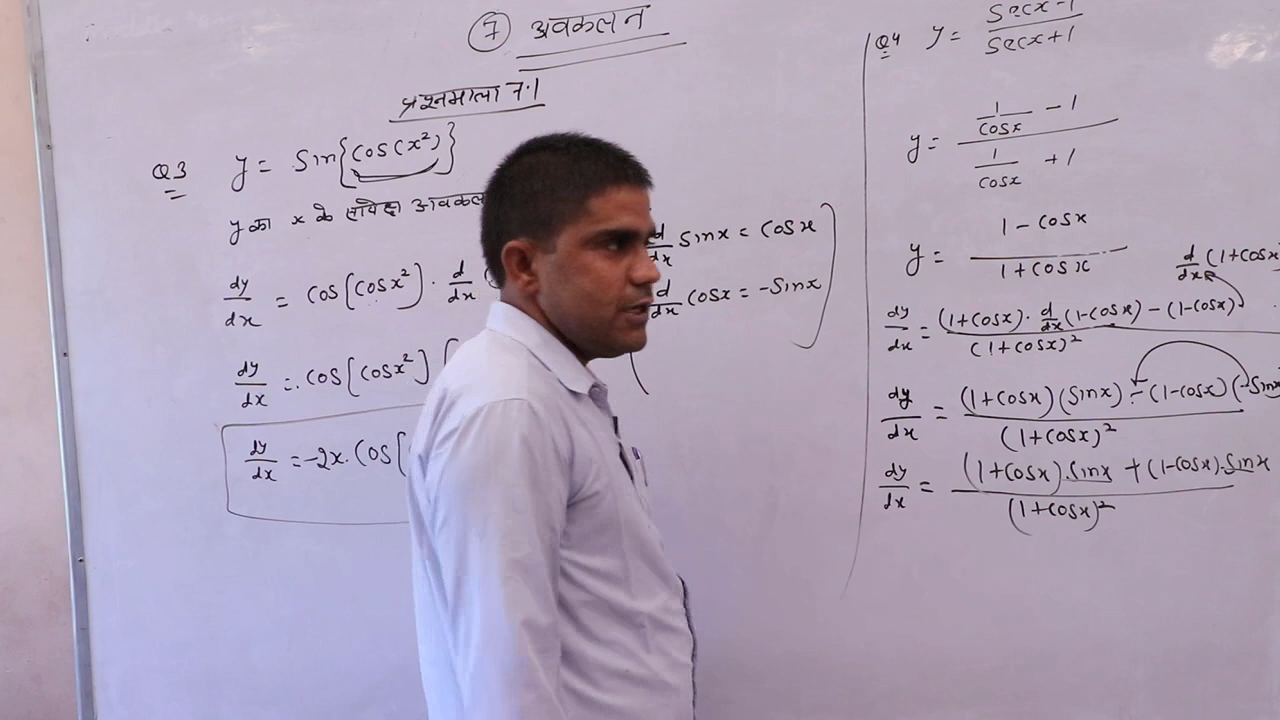 7 अवकलन
प्रश्नमाला 7.1
Q3 y = Sin{cos(x²)}
y का x के सापेक्ष अवकल
dy/dx = cos(cosx²) · d/dx (
d/dx sinx = cosx
d/dx cosx = -sinx
dy/dx = cos[cosx²] [
dy/dx = -2x. cos[
Q4 y = secx-1/secx+1
y = 1/cosx - 1 / 1/cosx + 1
y = 1-cosx / 1+cosx
d/dx (1+cosx
dy/dx = (1+cosx) · d/dx (1-cosx) - (1-cosx) / (1+cosx)²
dy/dx = (1+cosx)(sinx) - (1-cosx)(-sinx / (1+cosx)²
dy/dx = (1+cosx).sinx + (1-cosx).sinx / (1+cosx)²